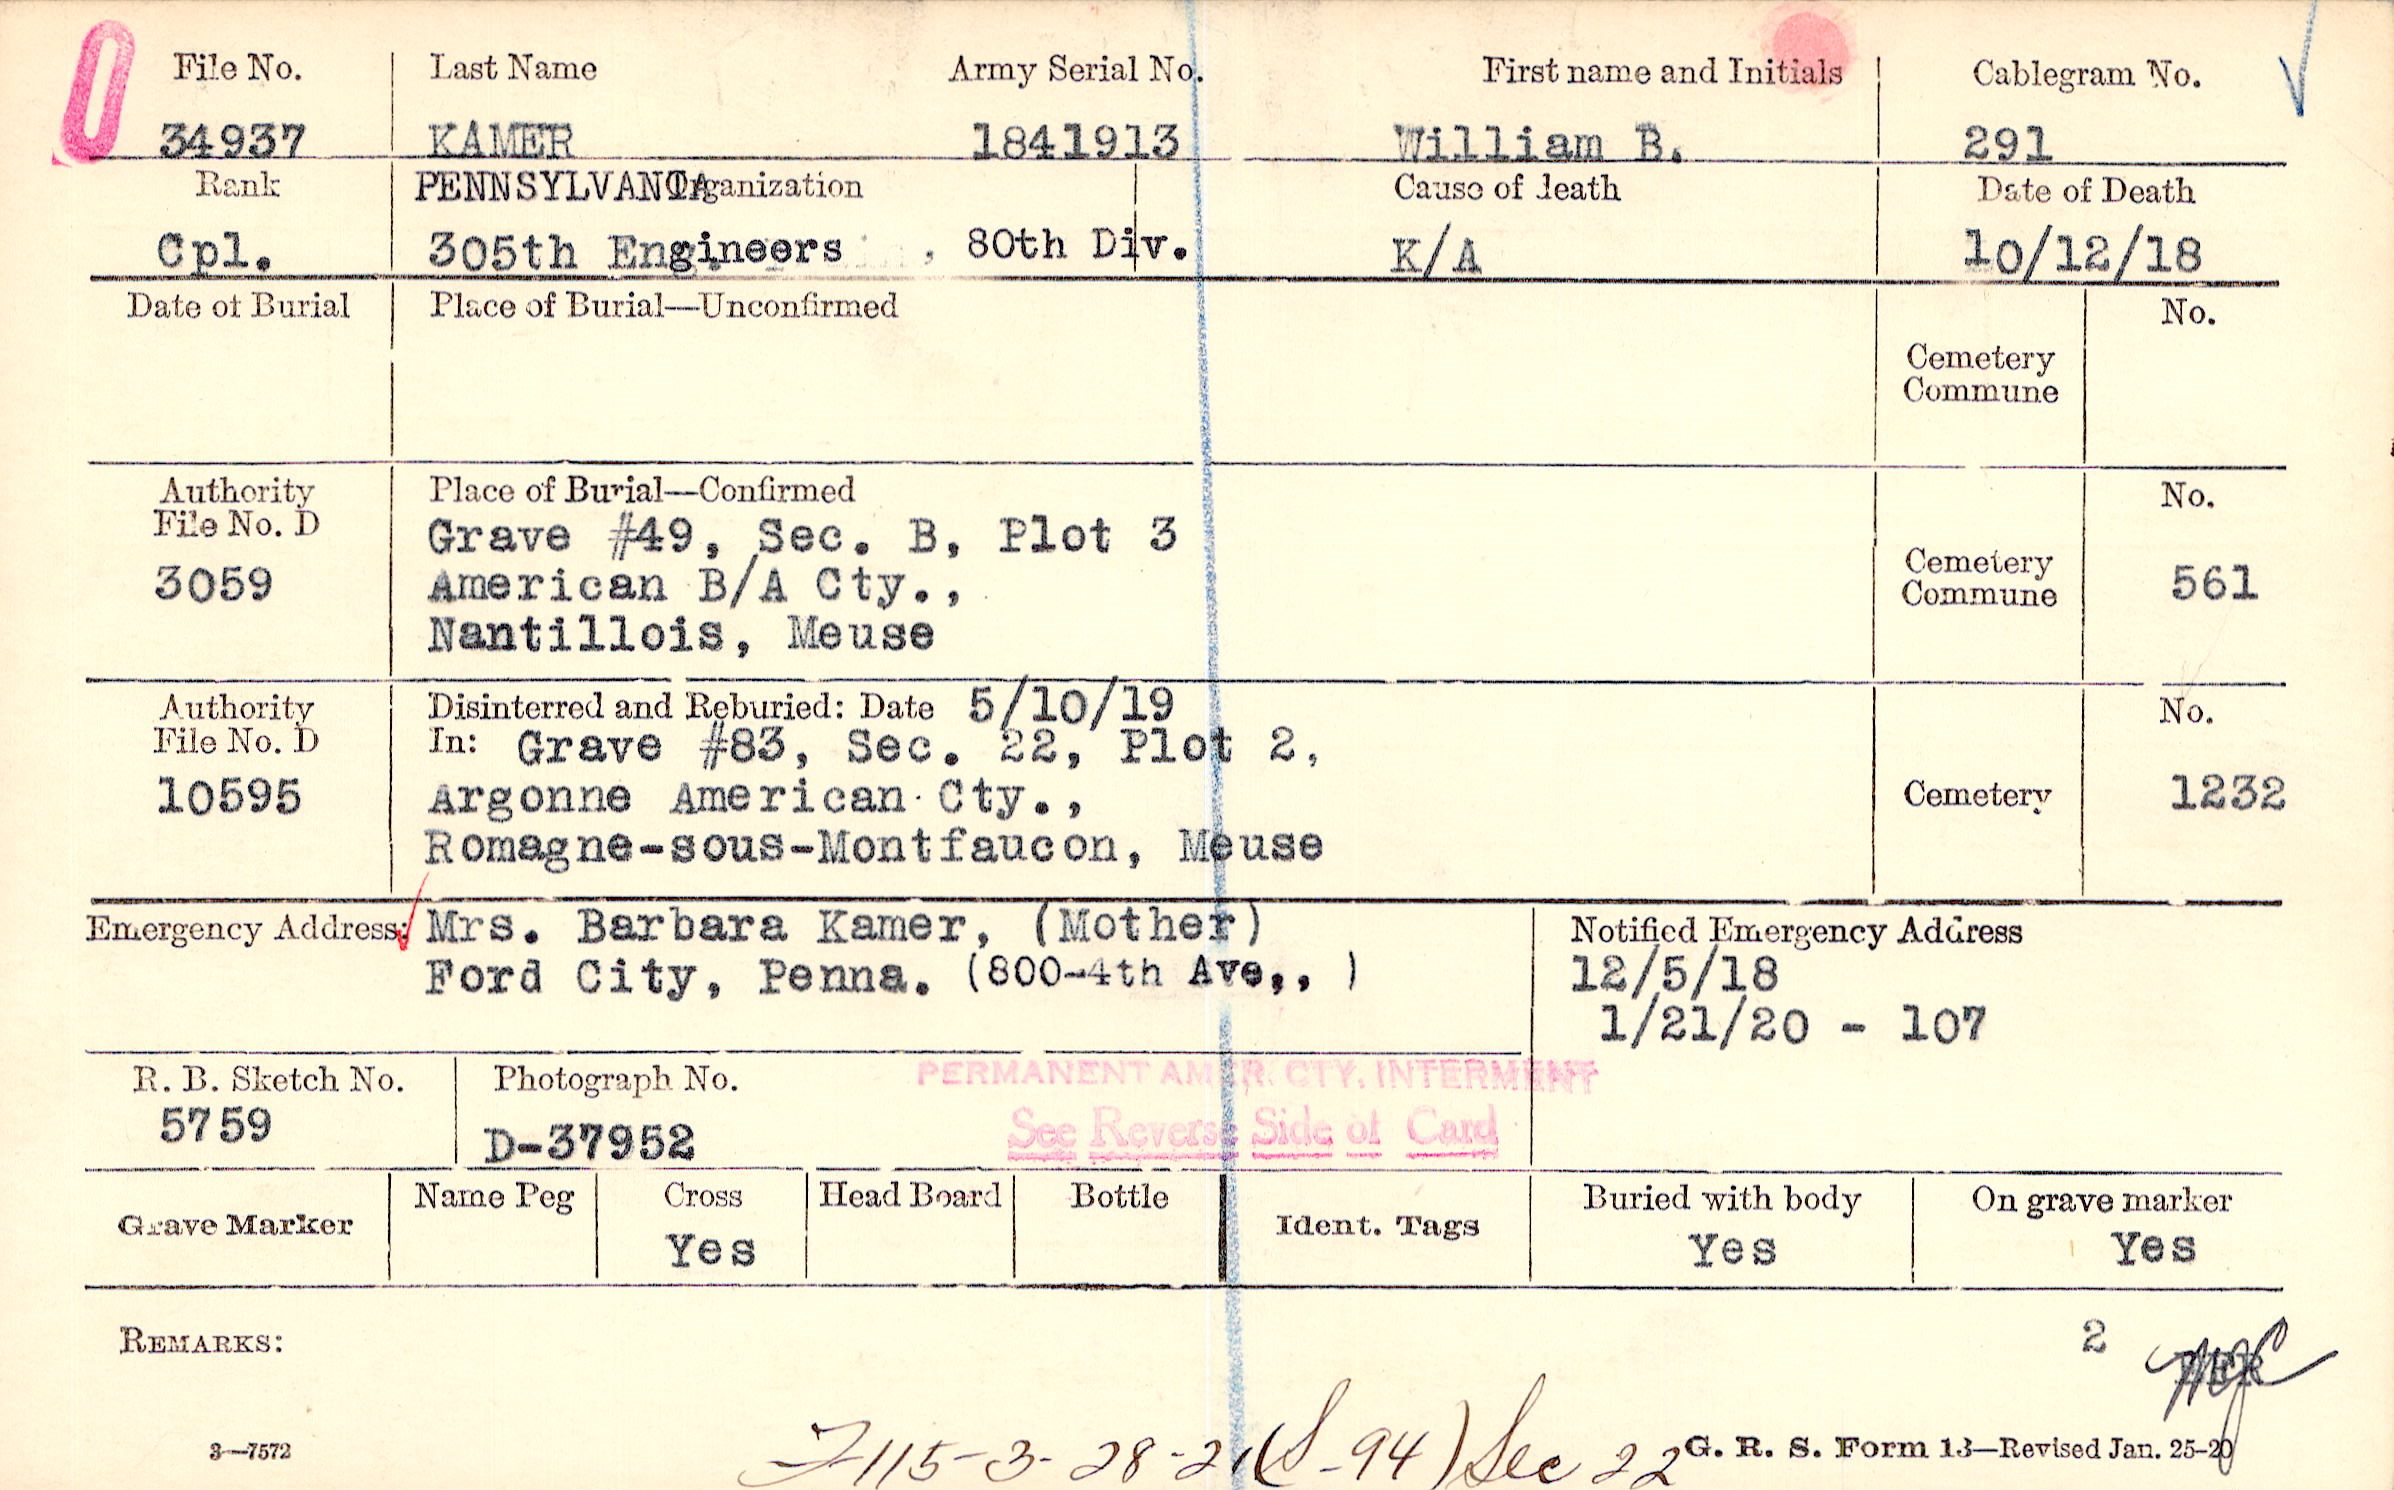 File No. Last Name Army Serial No. First name and Initials Cablegram No.
34937 KAMER 1841913 William B. 291
Rank PENNSYLVANIA Organization Cause of death Date of Death
Cpl. 305th Engineers , 80th Div. K/A 10/12/18
Date of Burial Place of Burial—Unconfirmed No.
Cemetery
Commune
Authority Place of Burial—Confirmed No.
File No. D Grave #49, Sec. B, Plot 3
3059 American B/A Cty., Cemetery Commune 561
Nantillois, Meuse
Authority Disinterred and Reburied: Date 5/10/19 No.
File No. D In: Grave #83, Sec. 22, Plot 2,
10595 Argonne American Cty., Cemetery 1232
Romagne-sous-Montfaucon, Meuse
Emergency Address: Mrs. Barbara Kamer, (Mother) Notified Emergency Address
Ford City, Penna. (800-4th Ave,, ) 12/5/18
1/21/20 - 107
R. B. Sketch No. Photograph No. PERMANENT AMER. CTY. INTERMENT
5759 D-37952 See Reverse Side of Card
Grave Marker Name Peg Cross Head Board Bottle Ident. Tags Buried with body On grave marker
Yes Yes Yes
REMARKS: 2
3—7572 115-3-28-21 (S-94) Sec 22 G. R. S. Form 13—Revised Jan. 25-20